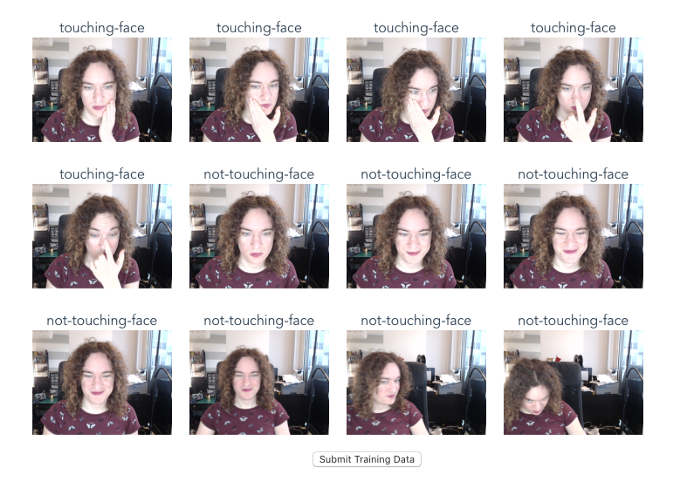 touching-face touching-face touching-face touching-face
touching-face not-touching-face not-touching-face not-touching-face
not-touching-face not-touching-face not-touching-face not-touching-face
Submit Training Data